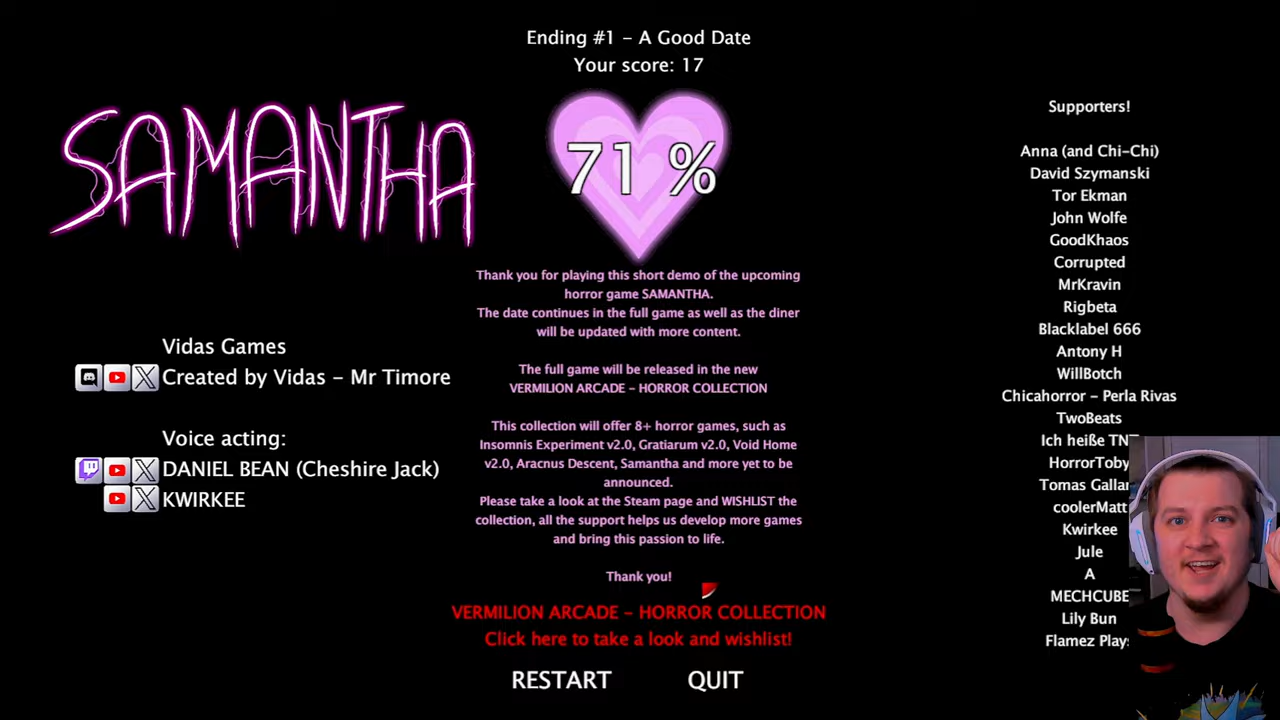 Ending #1 - A Good Date
Your score: 17
SAMANTHA
71 %
Thank you for playing this short demo of the upcoming
horror game SAMANTHA.
The date continues in the full game as well as the diner
will be updated with more content.
The full game will be released in the new
VERMILION ARCADE - HORROR COLLECTION
This collection will offer 8+ horror games, such as
Insomnis Experiment v2.0, Gratiarum v2.0, Void Home
v2.0, Aracnus Descent, Samantha and more yet to be
announced.
Please take a look at the Steam page and WISHLIST the
collection, all the support helps us develop more games
and bring this passion to life.
Thank you!
VERMILION ARCADE - HORROR COLLECTION
Click here to take a look and wishlist!
RESTART QUIT
Vidas Games
Created by Vidas - Mr Timore
Voice acting:
DANIEL BEAN (Cheshire Jack)
KWIRKEE
Supporters!
Anna (and Chi-Chi)
David Szymanski
Tor Ekman
John Wolfe
GoodKhaos
Corrupted
MrKravin
Rigbeta
Blacklabel 666
Antony H
WillBotch
Chicahorror - Perla Rivas
TwoBeats
Ich heiße TNT
HorrorToby
Tomas
coolerMatt
Kwirkee
Jule
A
MECHCUBE
Lily Bun
Flamez Plays